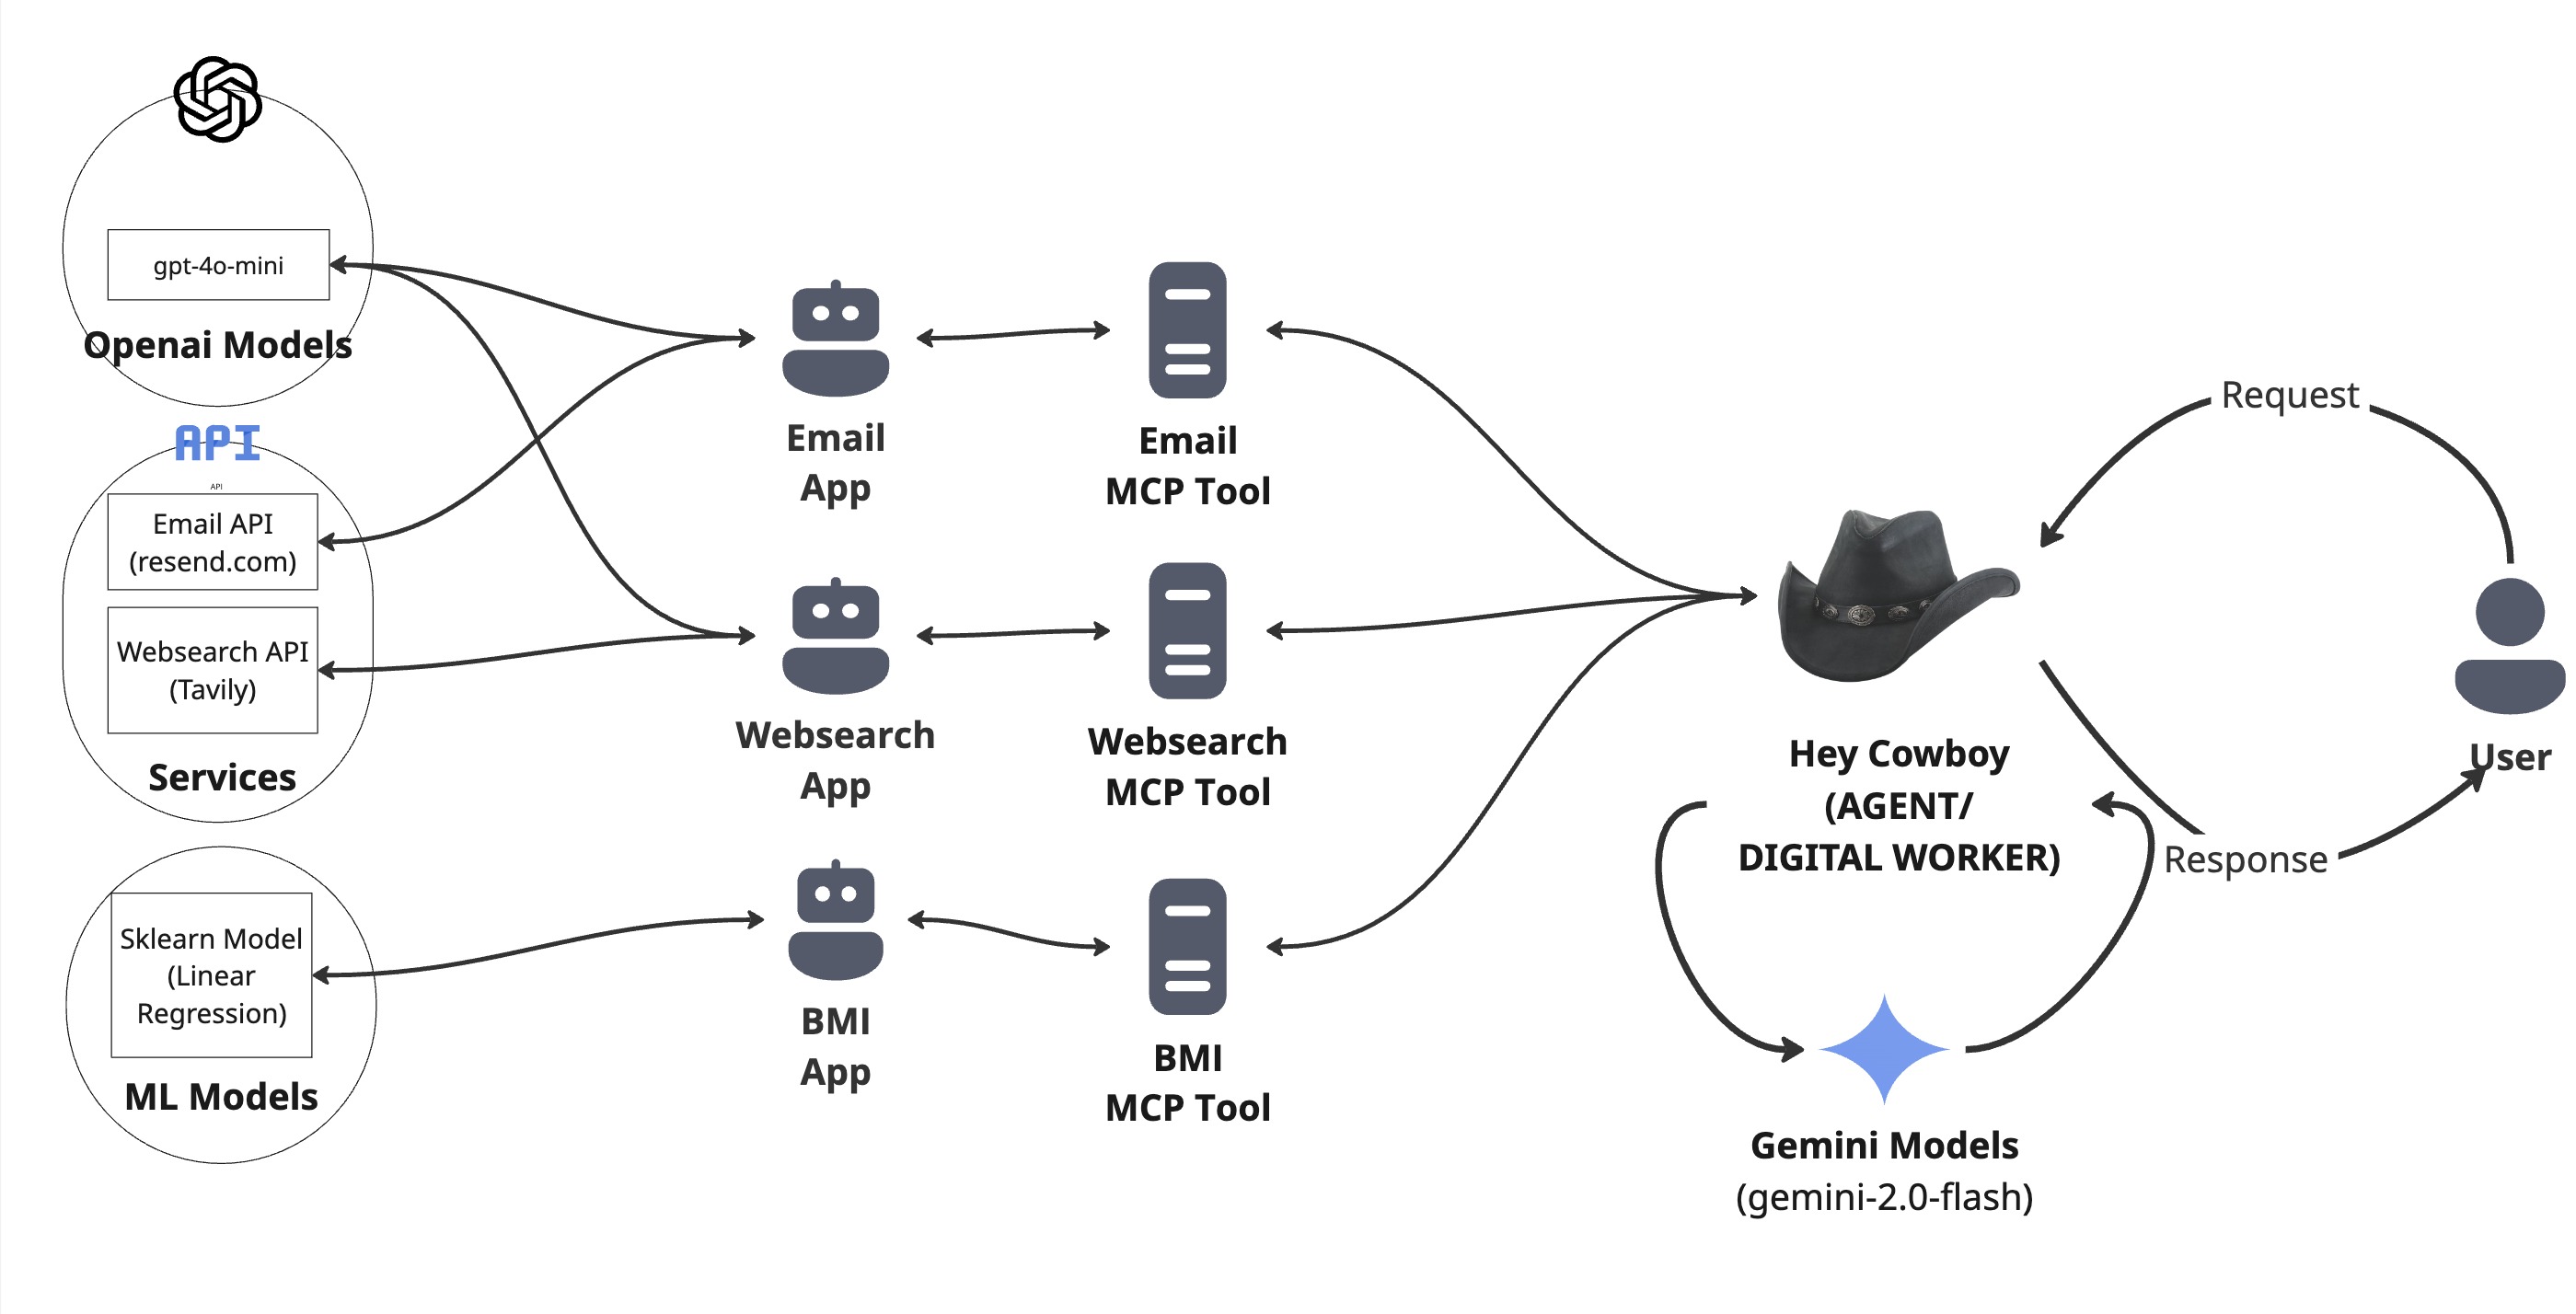 gpt-4o-mini
Openai Models
API
API
Email API
(resend.com)
Websearch API
(Tavily)
Services
Sklearn Model
(Linear
Regression)
ML Models
Email
App
Websearch
App
BMI
App
Email
MCP Tool
Websearch
MCP Tool
BMI
MCP Tool
Hey Cowboy
(AGENT/
DIGITAL WORKER)
Gemini Models
(gemini-2.0-flash)
Request
User
Response